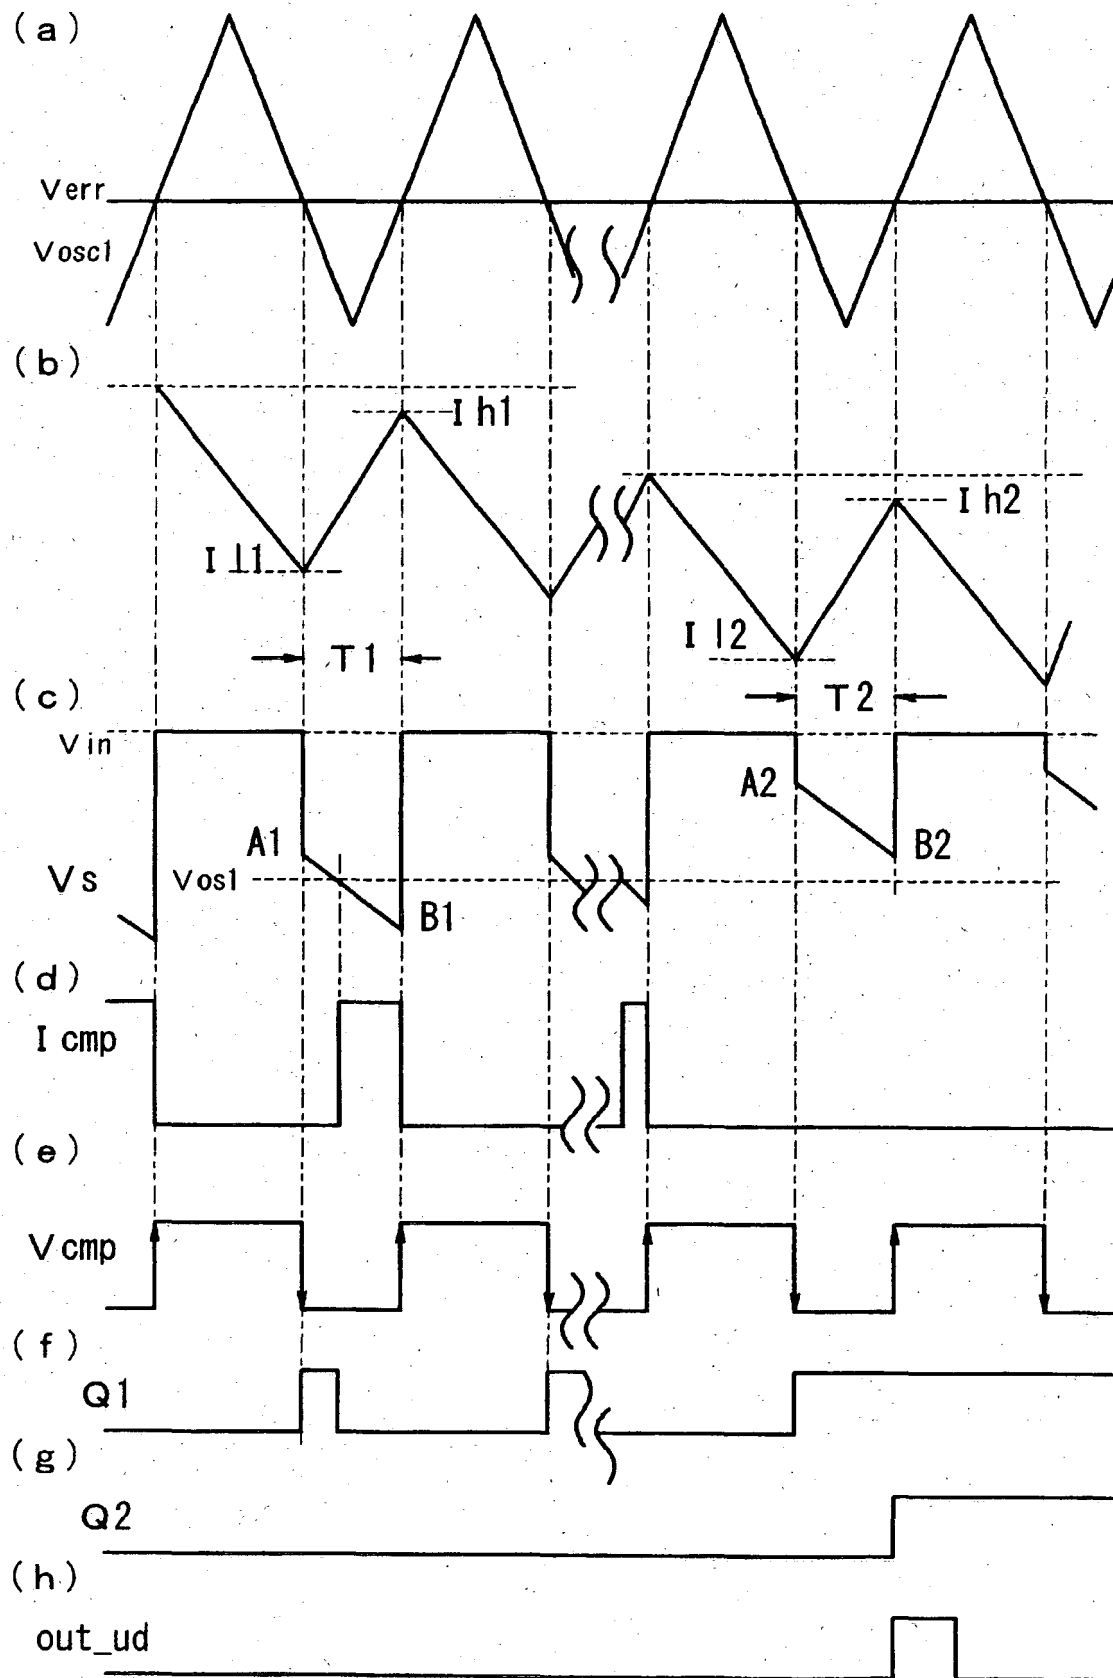 (a)
Verr
Vosc1
(b)
I h1
I l1
I h2
I l2
T1
T2
(c)
Vin
A1
A2
B2
Vs
Vos1
B1
(d)
I cmp
(e)
V cmp
(f)
Q1
(g)
Q2
(h)
out_ud